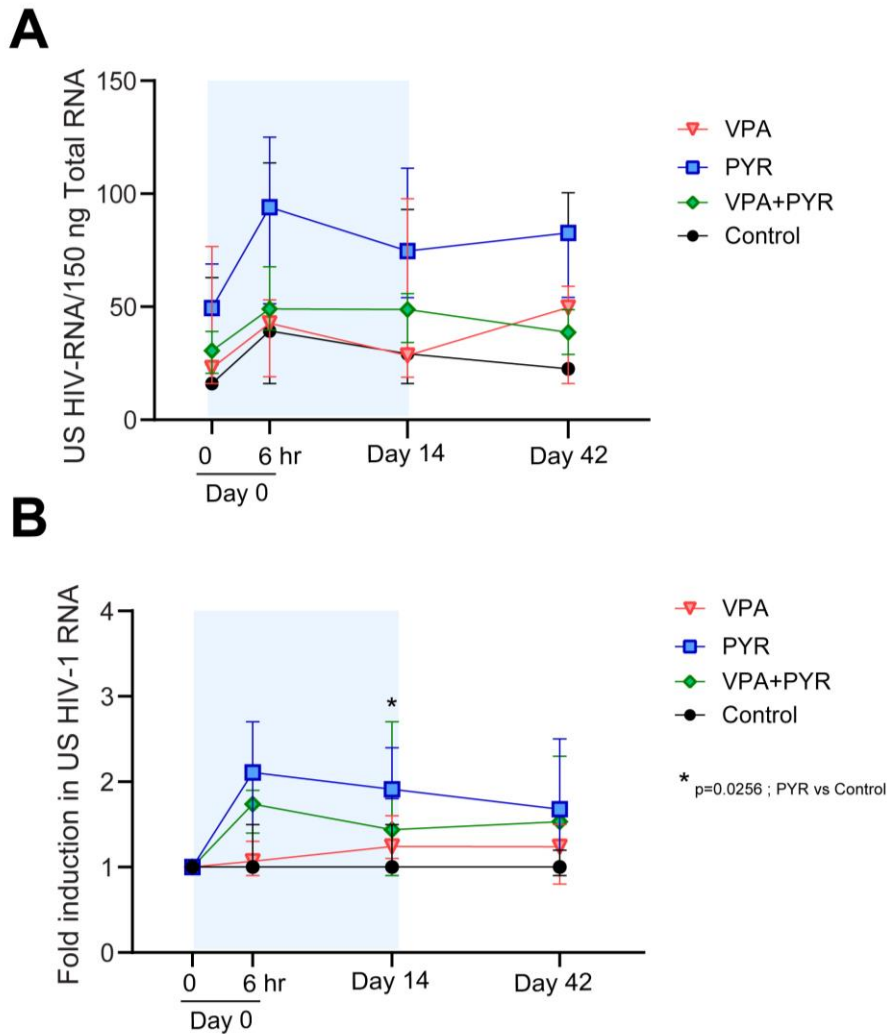 A
US HIV-RNA/150 ng Total RNA
150
100
50
0
0
6 hr
Day 14
Day 42
Day 0
VPA
PYR
VPA+PYR
Control
B
Fold induction in US HIV-1 RNA
4
3
2
1
0
*
0
6 hr
Day 14
Day 42
Day 0
VPA
PYR
VPA+PYR
Control
* p=0.0256 ; PYR vs Control